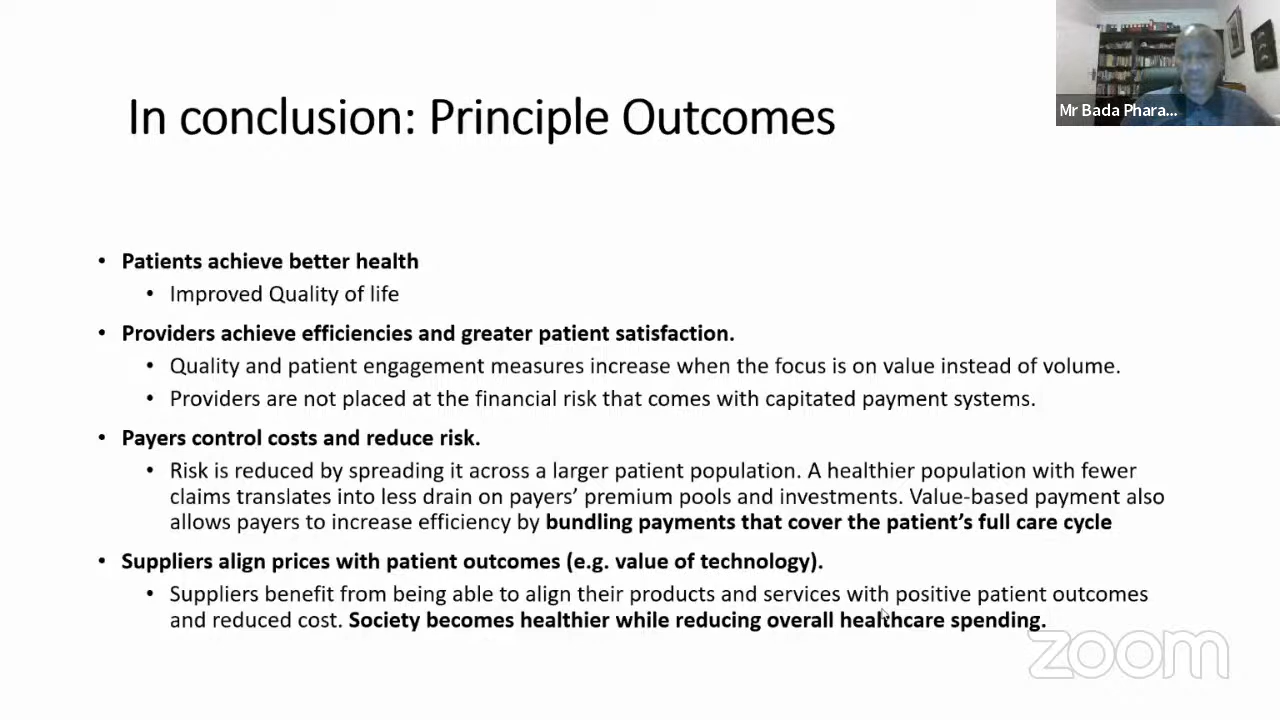 Mr Bada Phara...
In conclusion: Principle Outcomes
• Patients achieve better health
• Improved Quality of life
• Providers achieve efficiencies and greater patient satisfaction.
• Quality and patient engagement measures increase when the focus is on value instead of volume.
• Providers are not placed at the financial risk that comes with capitated payment systems.
• Payers control costs and reduce risk.
• Risk is reduced by spreading it across a larger patient population. A healthier population with fewer
claims translates into less drain on payers’ premium pools and investments. Value-based payment also
allows payers to increase efficiency by bundling payments that cover the patient’s full care cycle
• Suppliers align prices with patient outcomes (e.g. value of technology).
• Suppliers benefit from being able to align their products and services with positive patient outcomes
and reduced cost. Society becomes healthier while reducing overall healthcare spending.
zoom